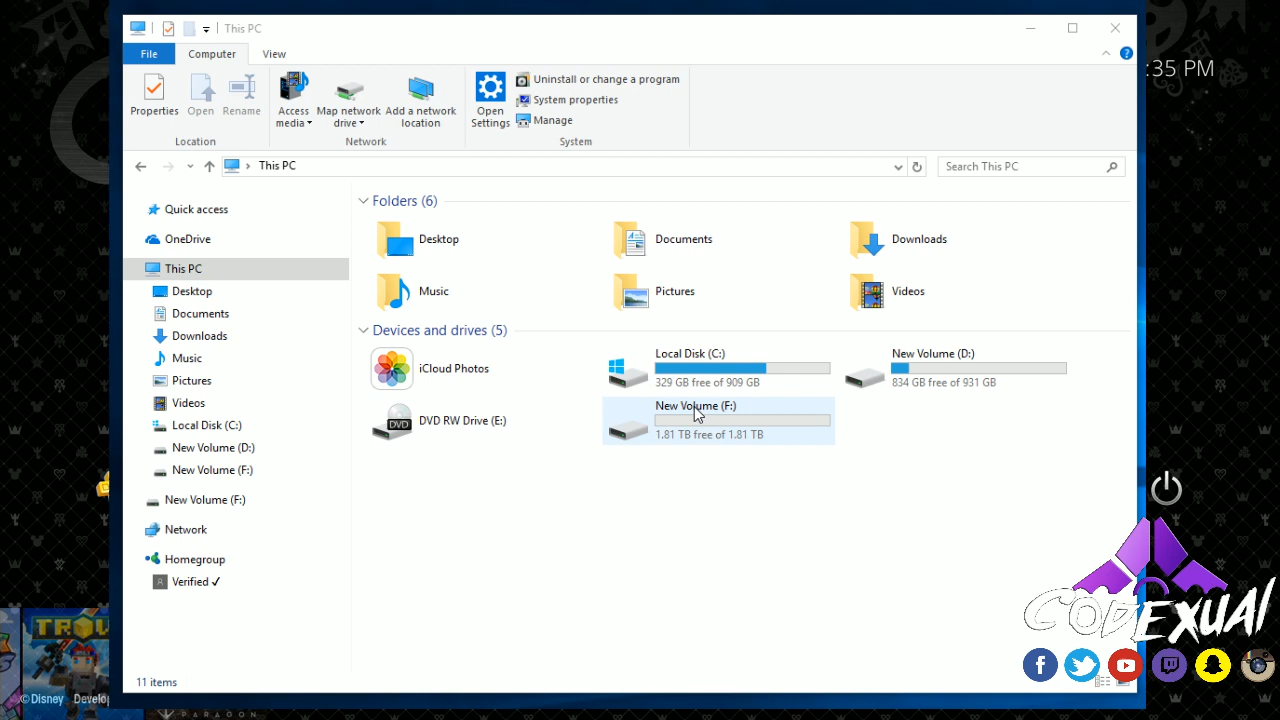 This PC
:35 PM
File
Computer
View
Properties
Open
Rename
Access media
Map network drive
Add a network location
Open Settings
Uninstall or change a program
System properties
Manage
Location
Network
System
This PC
Search This PC
Quick access
OneDrive
This PC
Desktop
Documents
Downloads
Music
Pictures
Videos
Local Disk (C:)
New Volume (D:)
New Volume (F:)
New Volume (F:)
Network
Homegroup
Verified ✓
Folders (6)
Desktop
Documents
Downloads
Music
Pictures
Videos
Devices and drives (5)
iCloud Photos
Local Disk (C:)
329 GB free of 909 GB
New Volume (D:)
834 GB free of 931 GB
DVD
DVD RW Drive (E:)
New Volume (F:)
1.81 TB free of 1.81 TB
11 items
CODEXUAL
TRO
©Disney Develo
PARAGON